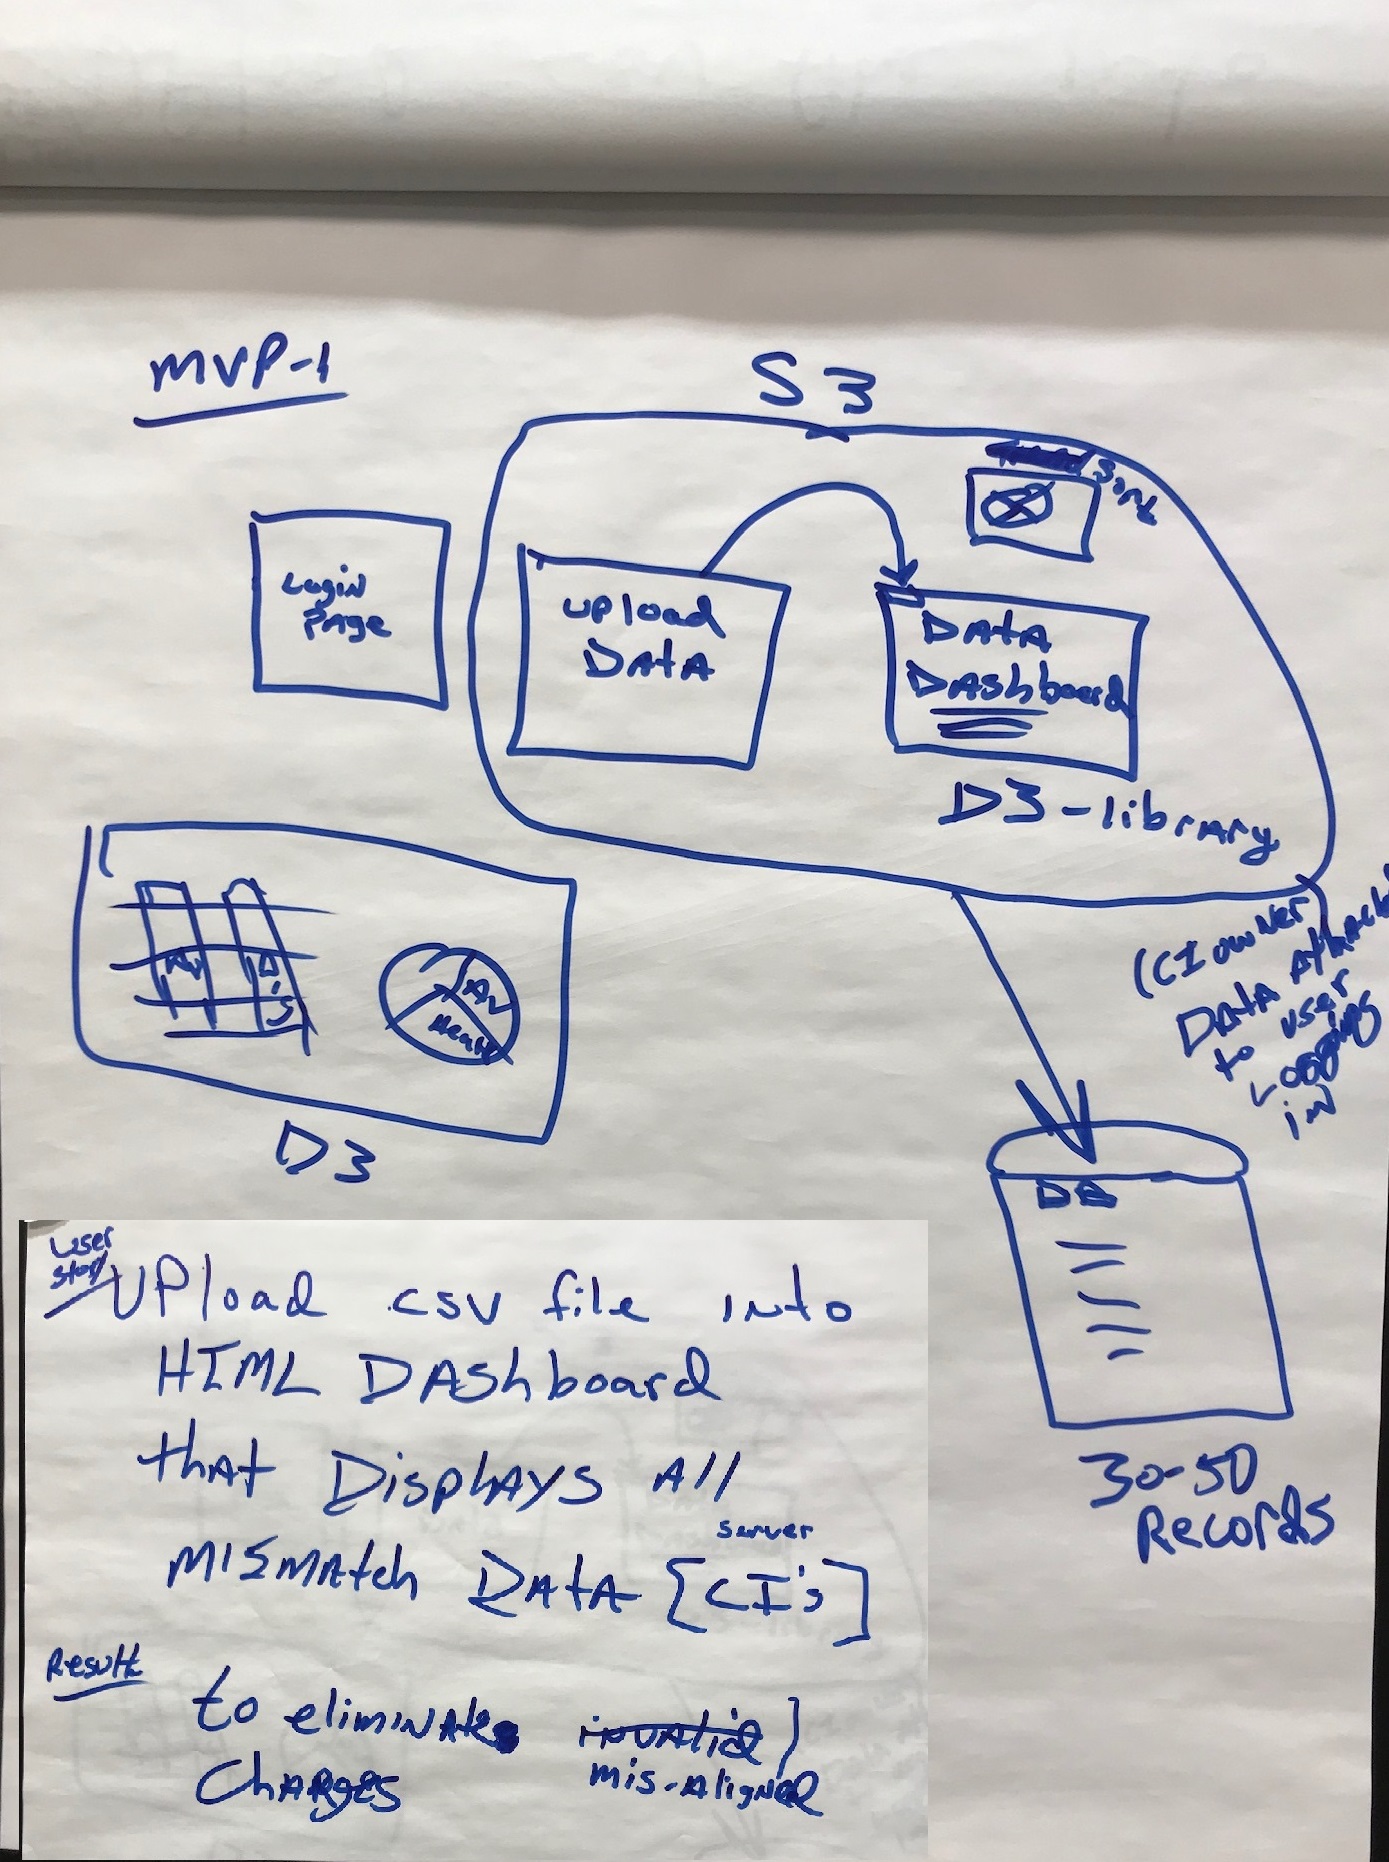 MVP-1
S3
Sort
Login
Page
Upload
Data
Data
Dashboard
D3-library
(CI owner
Data Attached
to user
Logging
in
D3
DB
30-50
Records
User
story
Upload csv file into
HTML Dashboard
that Displays All
server
mismatch Data [CI's]
Result
to eliminate invalid
Charges mis-aligned